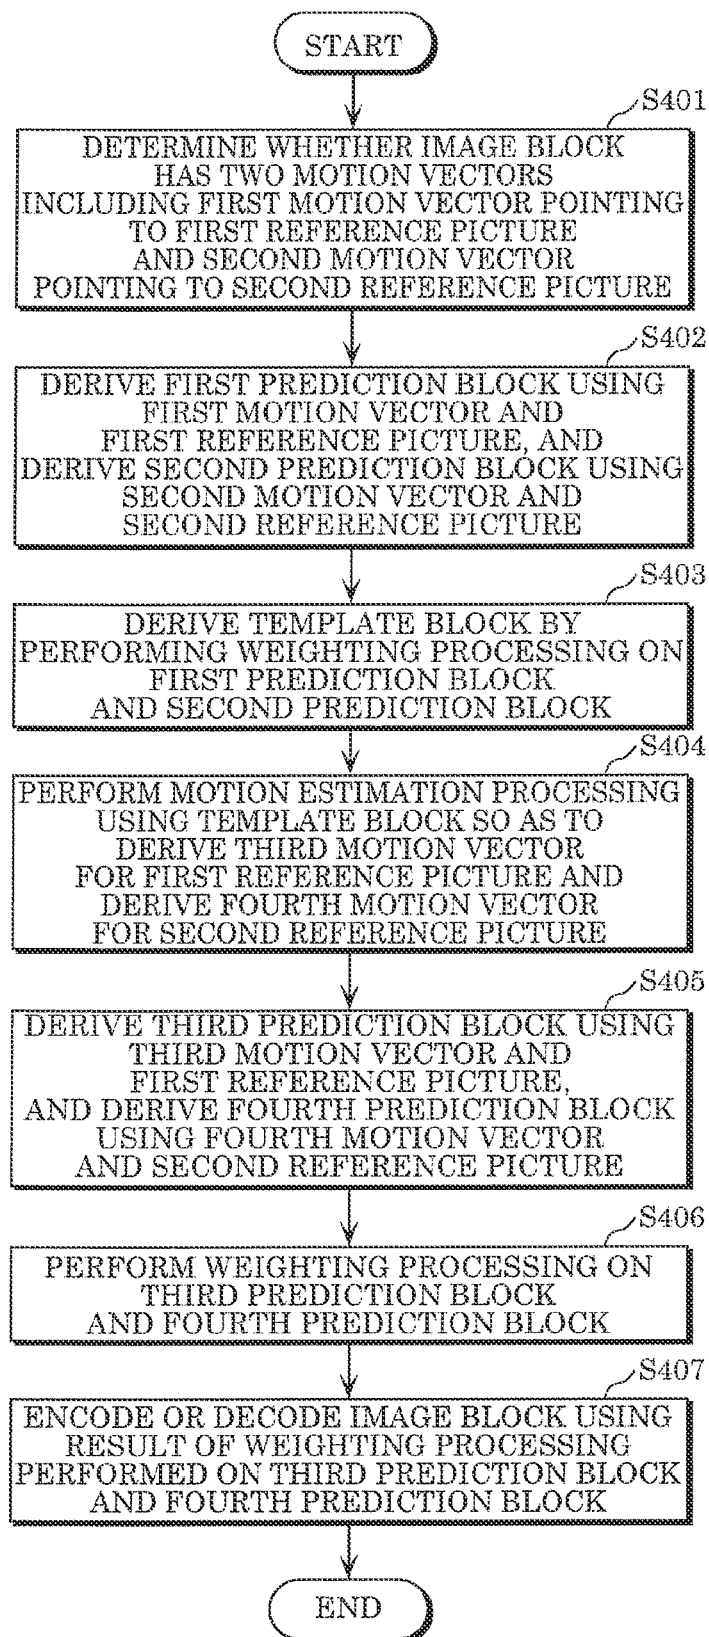 START
S401
DETERMINE WHETHER IMAGE BLOCK
HAS TWO MOTION VECTORS
INCLUDING FIRST MOTION VECTOR POINTING
TO FIRST REFERENCE PICTURE
AND SECOND MOTION VECTOR
POINTING TO SECOND REFERENCE PICTURE
S402
DERIVE FIRST PREDICTION BLOCK USING
FIRST MOTION VECTOR AND
FIRST REFERENCE PICTURE, AND
DERIVE SECOND PREDICTION BLOCK USING
SECOND MOTION VECTOR AND
SECOND REFERENCE PICTURE
S403
DERIVE TEMPLATE BLOCK BY
PERFORMING WEIGHTING PROCESSING ON
FIRST PREDICTION BLOCK
AND SECOND PREDICTION BLOCK
S404
PERFORM MOTION ESTIMATION PROCESSING
USING TEMPLATE BLOCK SO AS TO
DERIVE THIRD MOTION VECTOR
FOR FIRST REFERENCE PICTURE AND
DERIVE FOURTH MOTION VECTOR
FOR SECOND REFERENCE PICTURE
S405
DERIVE THIRD PREDICTION BLOCK USING
THIRD MOTION VECTOR AND
FIRST REFERENCE PICTURE,
AND DERIVE FOURTH PREDICTION BLOCK
USING FOURTH MOTION VECTOR
AND SECOND REFERENCE PICTURE
S406
PERFORM WEIGHTING PROCESSING ON
THIRD PREDICTION BLOCK
AND FOURTH PREDICTION BLOCK
S407
ENCODE OR DECODE IMAGE BLOCK USING
RESULT OF WEIGHTING PROCESSING
PERFORMED ON THIRD PREDICTION BLOCK
AND FOURTH PREDICTION BLOCK
END